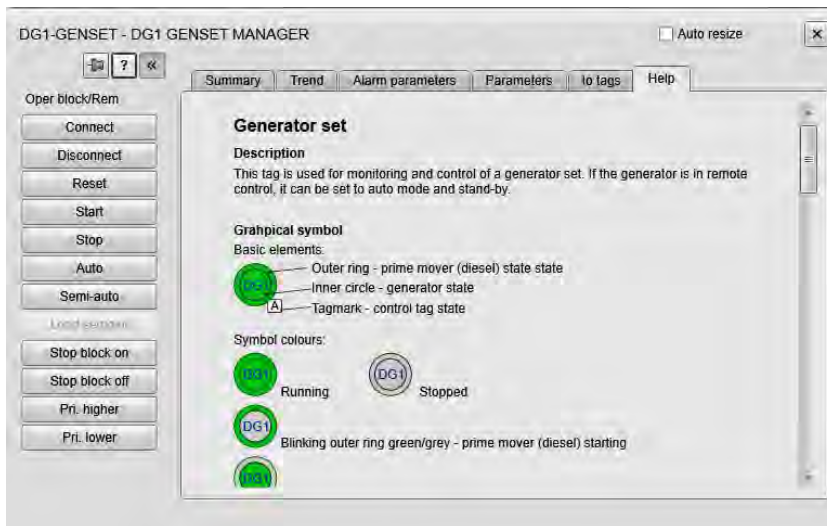 DG1-GENSET - DG1 GENSET MANAGER
Auto resize
?
«
×
Summary
Trend
Alarm parameters
Parameters
Io tags
Help
Oper block/Rem
Connect
Disconnect
Reset
Start
Stop
Auto
Semi-auto
Stop block on
Stop block off
Pri. higher
Pri. lower
Generator set
Description
This tag is used for monitoring and control of a generator set. If the generator is in remote
control, it can be set to auto mode and stand-by.
Grahpical symbol
Basic elements:
DG1
Outer ring - prime mover (diesel) state state
Inner circle - generator state
A
Tagmark - control tag state
Symbol colours:
DG1
Running
DG1
Stopped
DG1
Blinking outer ring green/grey - prime mover (diesel) starting
DG1